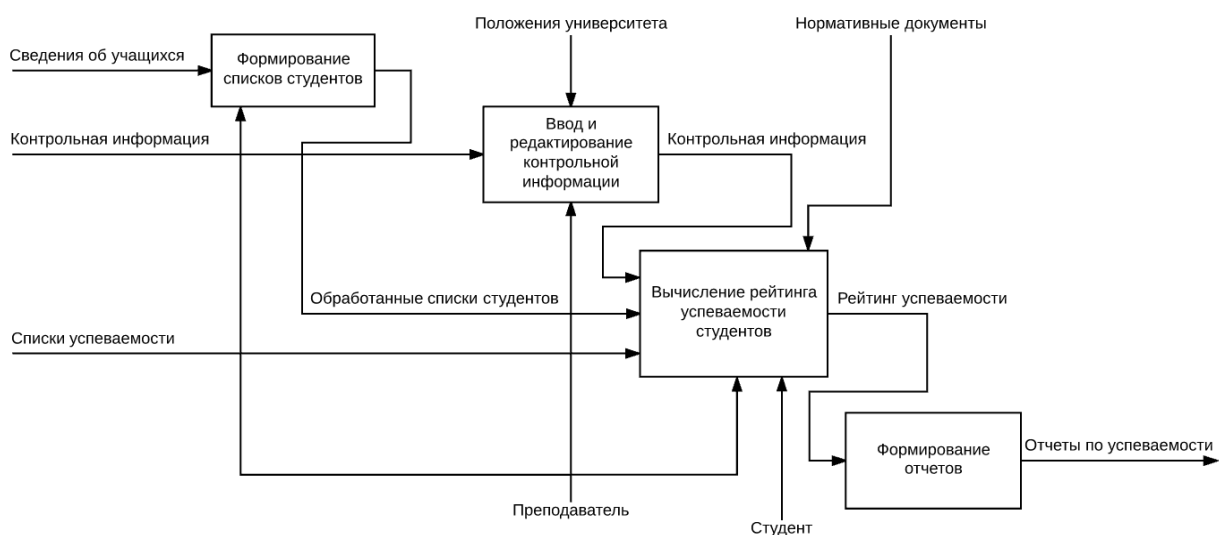 Положения университета
Нормативные документы
Сведения об учащихся
Формирование
списков студентов
Контрольная информация
Ввод и
редактирование
контрольной
информации
Контрольная информация
Обработанные списки студентов
Вычисление рейтинга
успеваемости
студентов
Рейтинг успеваемости
Списки успеваемости
Формирование
отчетов
Отчеты по успеваемости
Преподаватель
Студент